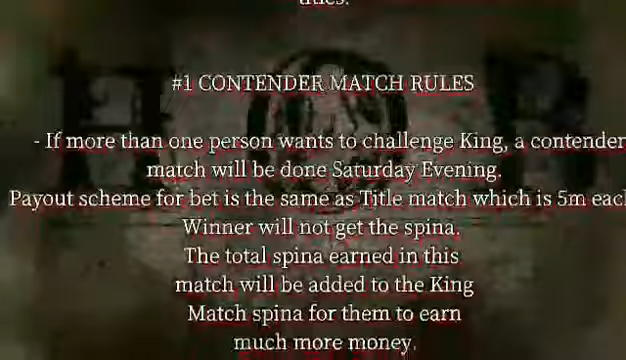 titles.
#1 CONTENDER MATCH RULES
- If more than one person wants to challenge King, a contender
match will be done Saturday Evening.
Payout scheme for bet is the same as Title match which is 5m each
Winner will not get the spina.
The total spina earned in this
match will be added to the King
Match spina for them to earn
much more money.